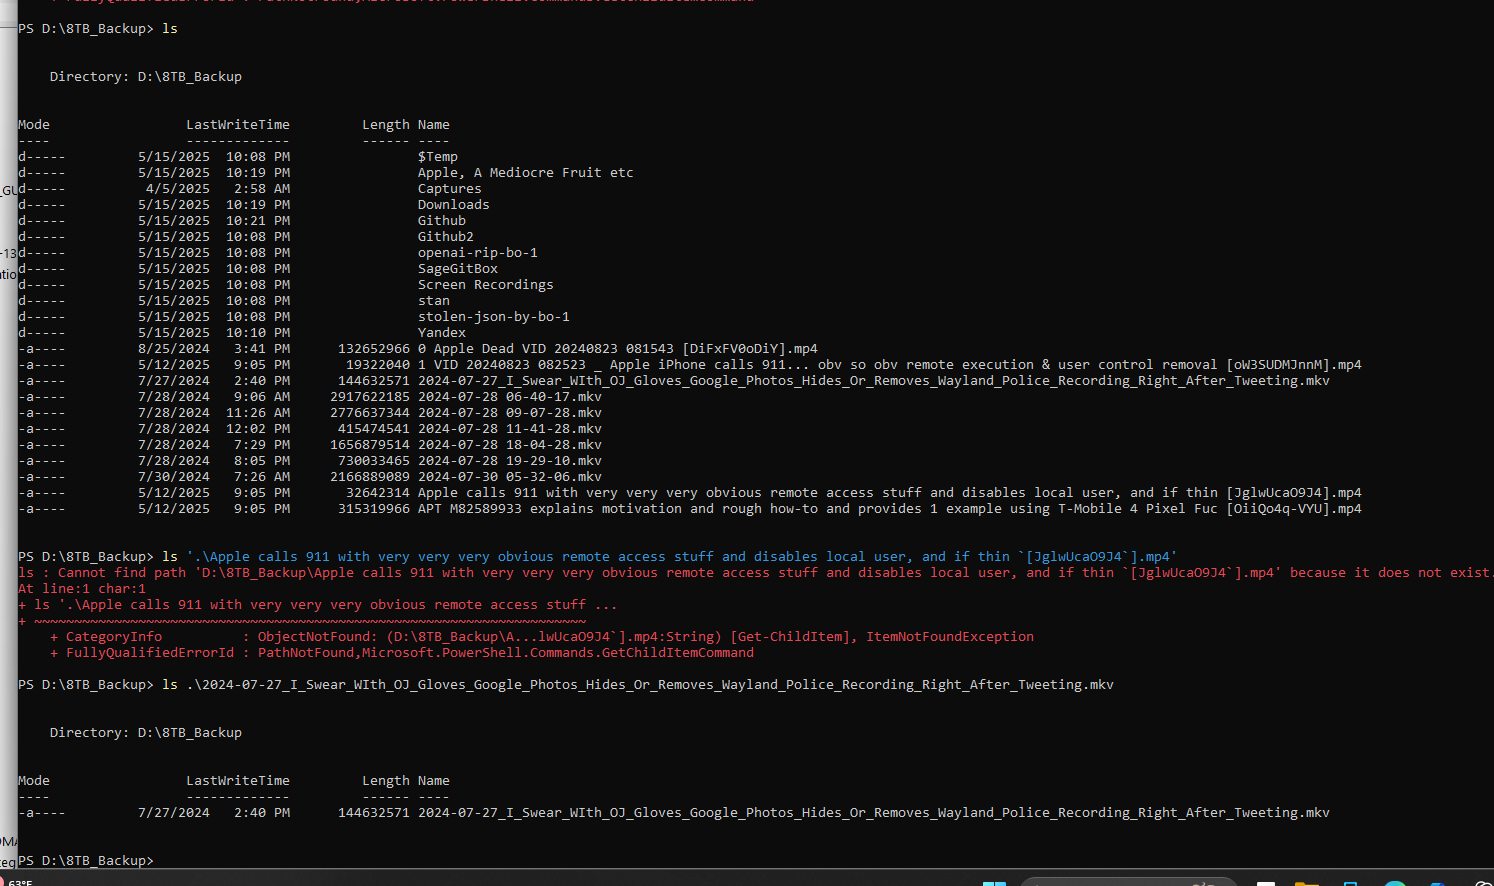 PS D:\8TB_Backup> ls
Directory: D:\8TB_Backup
Mode                 LastWriteTime         Length Name
----                 -------------         ------ ----
d-----         5/15/2025  10:08 PM                $Temp
d-----         5/15/2025  10:19 PM                Apple, A Mediocre Fruit etc
d-----          4/5/2025   2:58 AM                Captures
d-----         5/15/2025  10:19 PM                Downloads
d-----         5/15/2025  10:21 PM                Github
d-----         5/15/2025  10:08 PM                Github2
d-----         5/15/2025  10:08 PM                openai-rip-bo-1
d-----         5/15/2025  10:08 PM                SageGitBox
d-----         5/15/2025  10:08 PM                Screen Recordings
d-----         5/15/2025  10:08 PM                stan
d-----         5/15/2025  10:08 PM                stolen-json-by-bo-1
d-----         5/15/2025  10:10 PM                Yandex
-a----         8/25/2024   3:41 PM      132652966 0 Apple Dead VID 20240823 081543 [DiFxFV0oDiY].mp4
-a----         5/12/2025   9:05 PM       19322040 1 VID 20240823 082523 _ Apple iPhone calls 911... obv so obv remote execution & user control removal [oW3SUDMJnnM].mp4
-a----         7/27/2024   2:40 PM      144632571 2024-07-27_I_Swear_WIth_OJ_Gloves_Google_Photos_Hides_Or_Removes_Wayland_Police_Recording_Right_After_Tweeting.mkv
-a----         7/28/2024   9:06 AM     2917622185 2024-07-28 06-40-17.mkv
-a----         7/28/2024  11:26 AM     2776637344 2024-07-28 09-07-28.mkv
-a----         7/28/2024  12:02 PM      415474541 2024-07-28 11-41-28.mkv
-a----         7/28/2024   7:29 PM     1656879514 2024-07-28 18-04-28.mkv
-a----         7/28/2024   8:05 PM      730033465 2024-07-28 19-29-10.mkv
-a----         7/30/2024   7:26 AM     2166889089 2024-07-30 05-32-06.mkv
-a----         5/12/2025   9:05 PM       32642314 Apple calls 911 with very very very obvious remote access stuff and disables local user, and if thin [JglwUcaO9J4].mp4
-a----         5/12/2025   9:05 PM      315319966 APT M82589933 explains motivation and rough how-to and provides 1 example using T-Mobile 4 Pixel Fuc [OiiQo4q-VYU].mp4
PS D:\8TB_Backup> ls '.\Apple calls 911 with very very very obvious remote access stuff and disables local user, and if thin `[JglwUcaO9J4`].mp4'
ls : Cannot find path 'D:\8TB_Backup\Apple calls 911 with very very very obvious remote access stuff and disables local user, and if thin `[JglwUcaO9J4`].mp4' because it does not exist.
At line:1 char:1
+ ls '.\Apple calls 911 with very very very obvious remote access stuff ...
+ ~~~~~~~~~~~~~~~~~~~~~~~~~~~~~~~~~~~~~~~~~~~~~~~~~~~~~~~~~~~~~~~~~~~~~
+ CategoryInfo          : ObjectNotFound: (D:\8TB_Backup\A...lwUcaO9J4`].mp4:String) [Get-ChildItem], ItemNotFoundException
+ FullyQualifiedErrorId : PathNotFound,Microsoft.PowerShell.Commands.GetChildItemCommand
PS D:\8TB_Backup> ls .\2024-07-27_I_Swear_WIth_OJ_Gloves_Google_Photos_Hides_Or_Removes_Wayland_Police_Recording_Right_After_Tweeting.mkv
Directory: D:\8TB_Backup
Mode                 LastWriteTime         Length Name
----                 -------------         ------ ----
-a----         7/27/2024   2:40 PM      144632571 2024-07-27_I_Swear_WIth_OJ_Gloves_Google_Photos_Hides_Or_Removes_Wayland_Police_Recording_Right_After_Tweeting.mkv
PS D:\8TB_Backup>
63°F